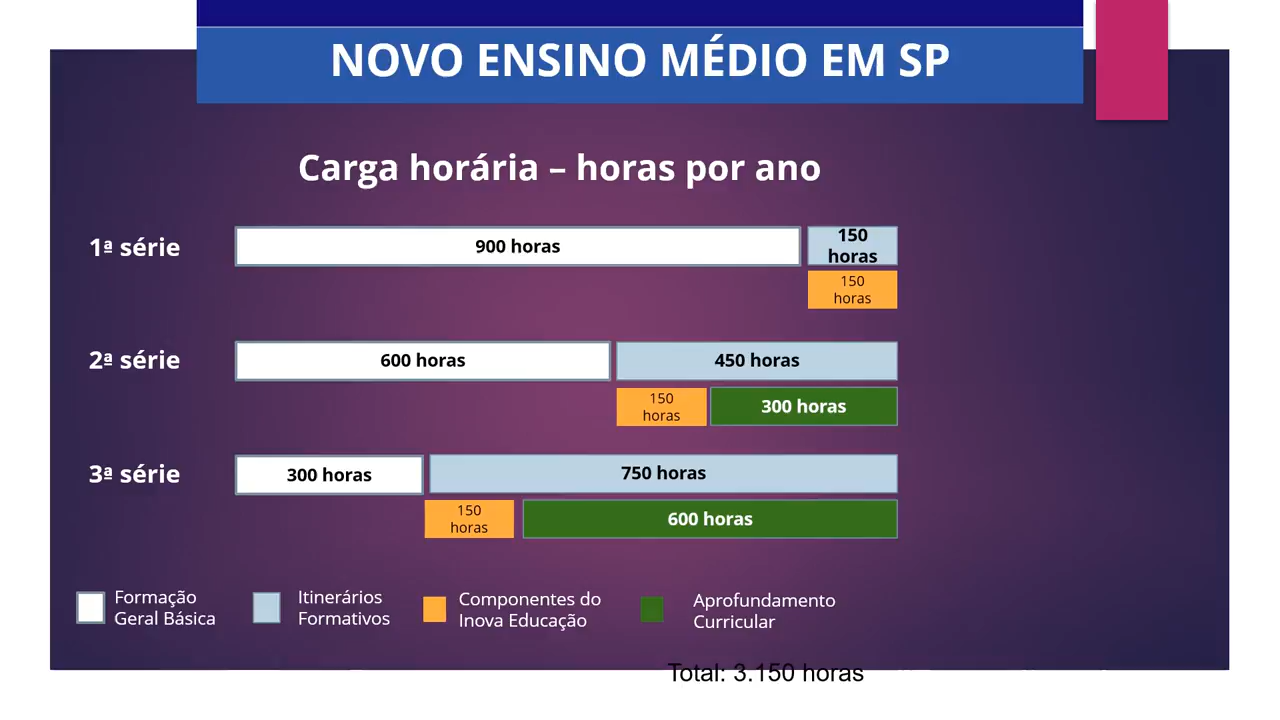 NOVO ENSINO MÉDIO EM SP
Carga horária – horas por ano
1ª série
900 horas
150
horas
150
horas
2ª série
600 horas
450 horas
150
horas
300 horas
3ª série
300 horas
750 horas
150
horas
600 horas
Formação
Geral Básica
Itinerários
Formativos
Componentes do
Inova Educação
Aprofundamento
Curricular
Total: 3.150 horas